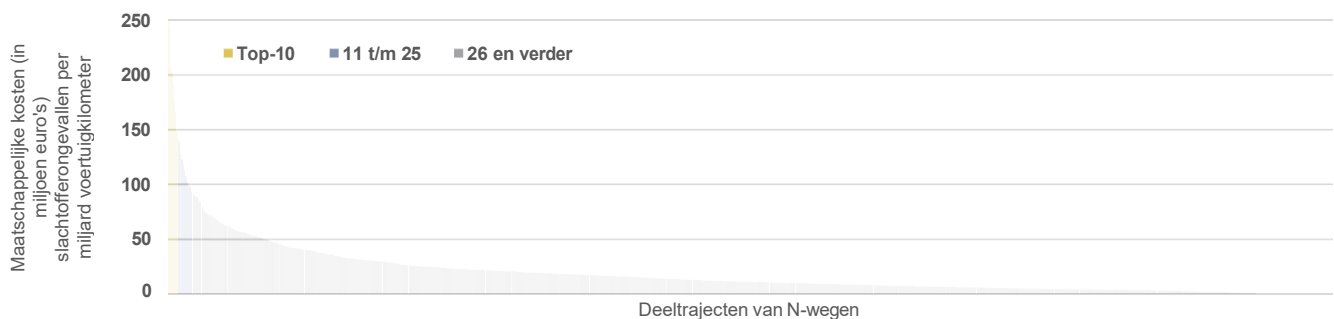 Maatschappelijke kosten (in
miljoen euro's)
slachtofferongevallen per
miljard voertuigkilometer
250
200
150
100
50
0
Top-10
11 t/m 25
26 en verder
Deeltrajecten van N-wegen